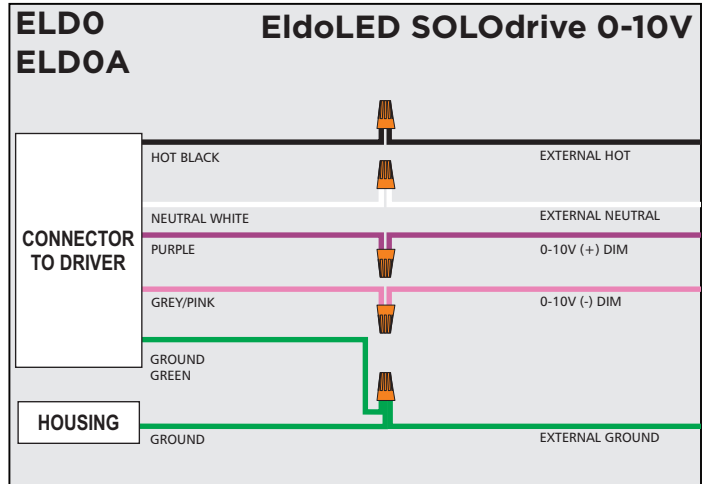 ELD0 EldoLED SOLOdrive 0-10V
ELD0A
HOT BLACK EXTERNAL HOT
NEUTRAL WHITE EXTERNAL NEUTRAL
CONNECTOR
TO DRIVER
PURPLE 0-10V (+) DIM
GREY/PINK 0-10V (-) DIM
GROUND
GREEN
HOUSING
GROUND EXTERNAL GROUND